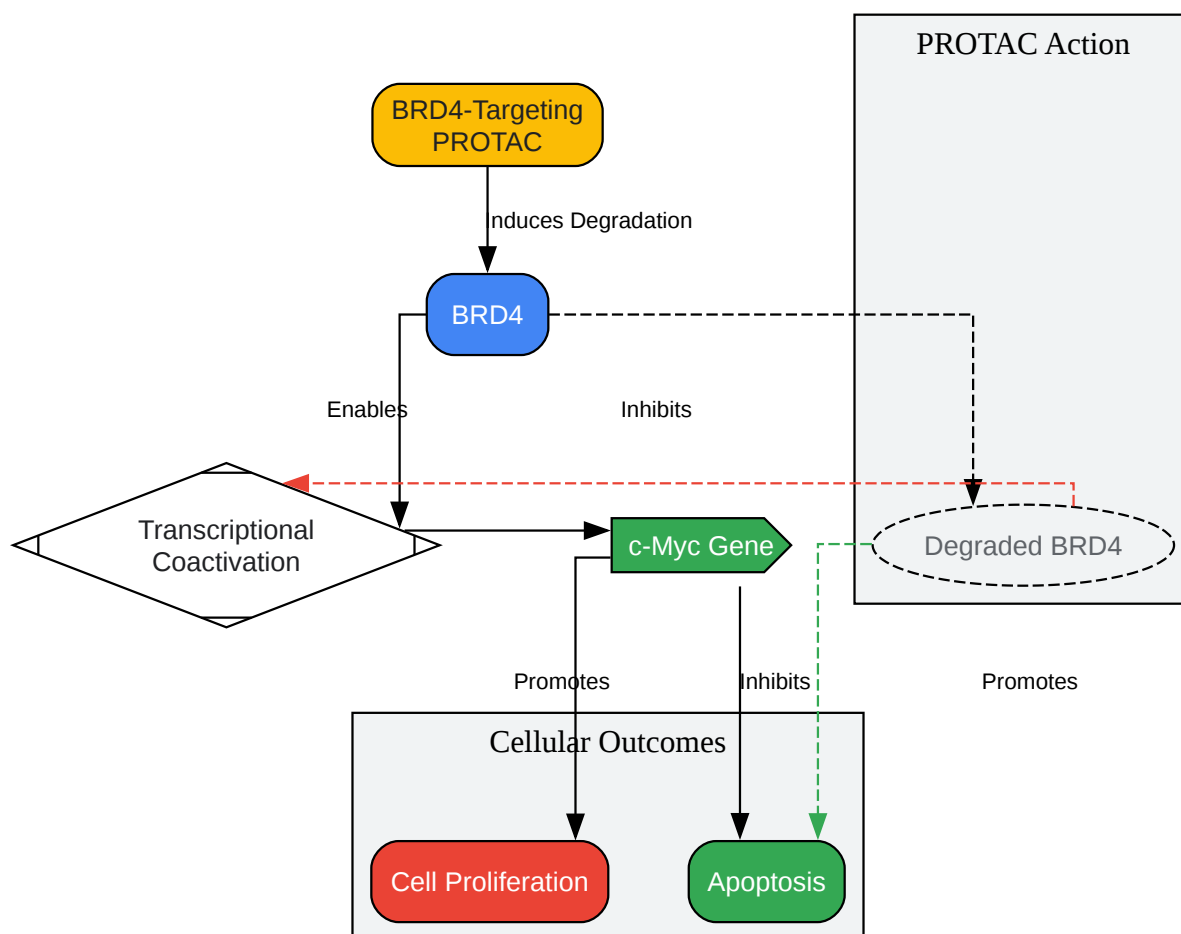 PROTAC Action
BRD4-Targeting
PROTAC
Induces Degradation
BRD4
Enables
Inhibits
Transcriptional
Coactivation
c-Myc Gene
Degraded BRD4
Promotes
Inhibits
Promotes
Cellular Outcomes
Cell Proliferation
Apoptosis